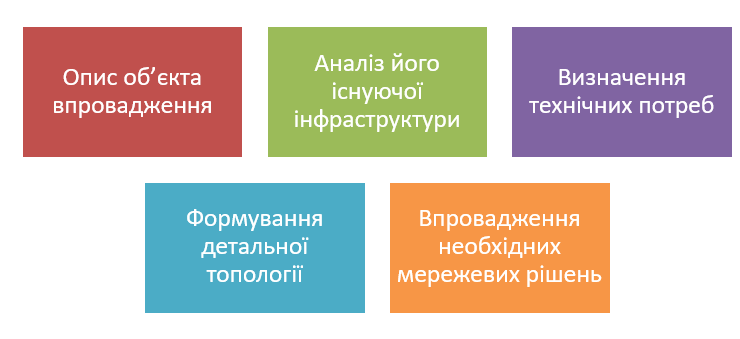 Опис об’єкта
впровадження
Аналіз його
існуючої
інфраструктури
Визначення
технічних потреб
Формування
детальної
топології
Впровадження
необхідних
мережевих рішень